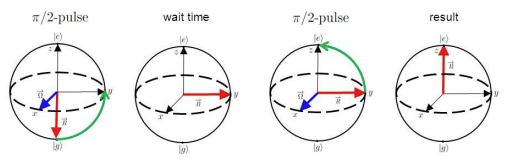 π/2-pulse
wait time
π/2-pulse
result
|e⟩
|e⟩
|e⟩
|e⟩
z
z
z
z
Ω⃗
y
R⃗
y
Ω⃗
R⃗
y
R⃗
y
x
R⃗
x
x
x
|g⟩
|g⟩
|g⟩
|g⟩